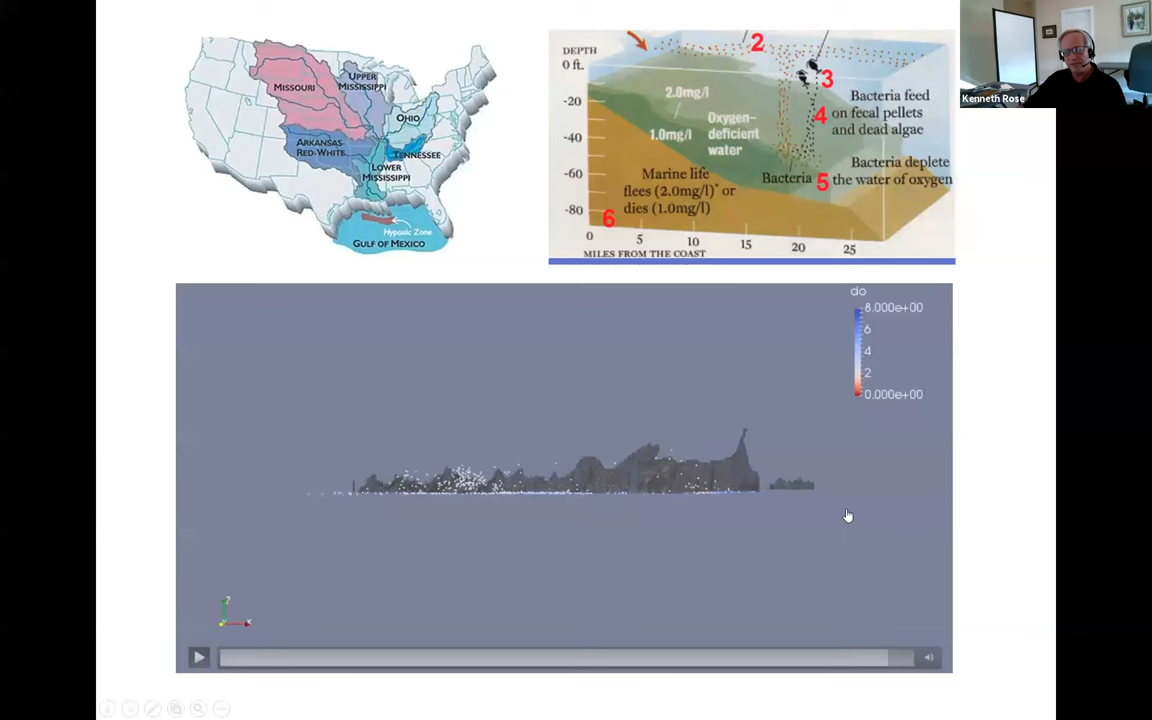 MISSOURI
UPPER
MISSISSIPPI
OHIO
ARKANSAS-
RED-WHITE
TENNESSEE
LOWER
MISSISSIPPI
Hypoxic Zone
GULF OF MEXICO
DEPTH
0 ft.
-20
-40
-60
-80
2
3
2.0mg/l
1.0mg/l
Oxygen-
deficient
water
4
Bacteria feed
on fecal pellets
and dead algae
Bacteria
5
Bacteria deplete
the water of oxygen
Marine life
flees (2.0mg/l)* or
dies (1.0mg/l)
6
0 5 10 15 20 25
MILES FROM THE COAST
Kenneth Rose
do
8.000e+00
6
4
2
0.000e+00
Z
X